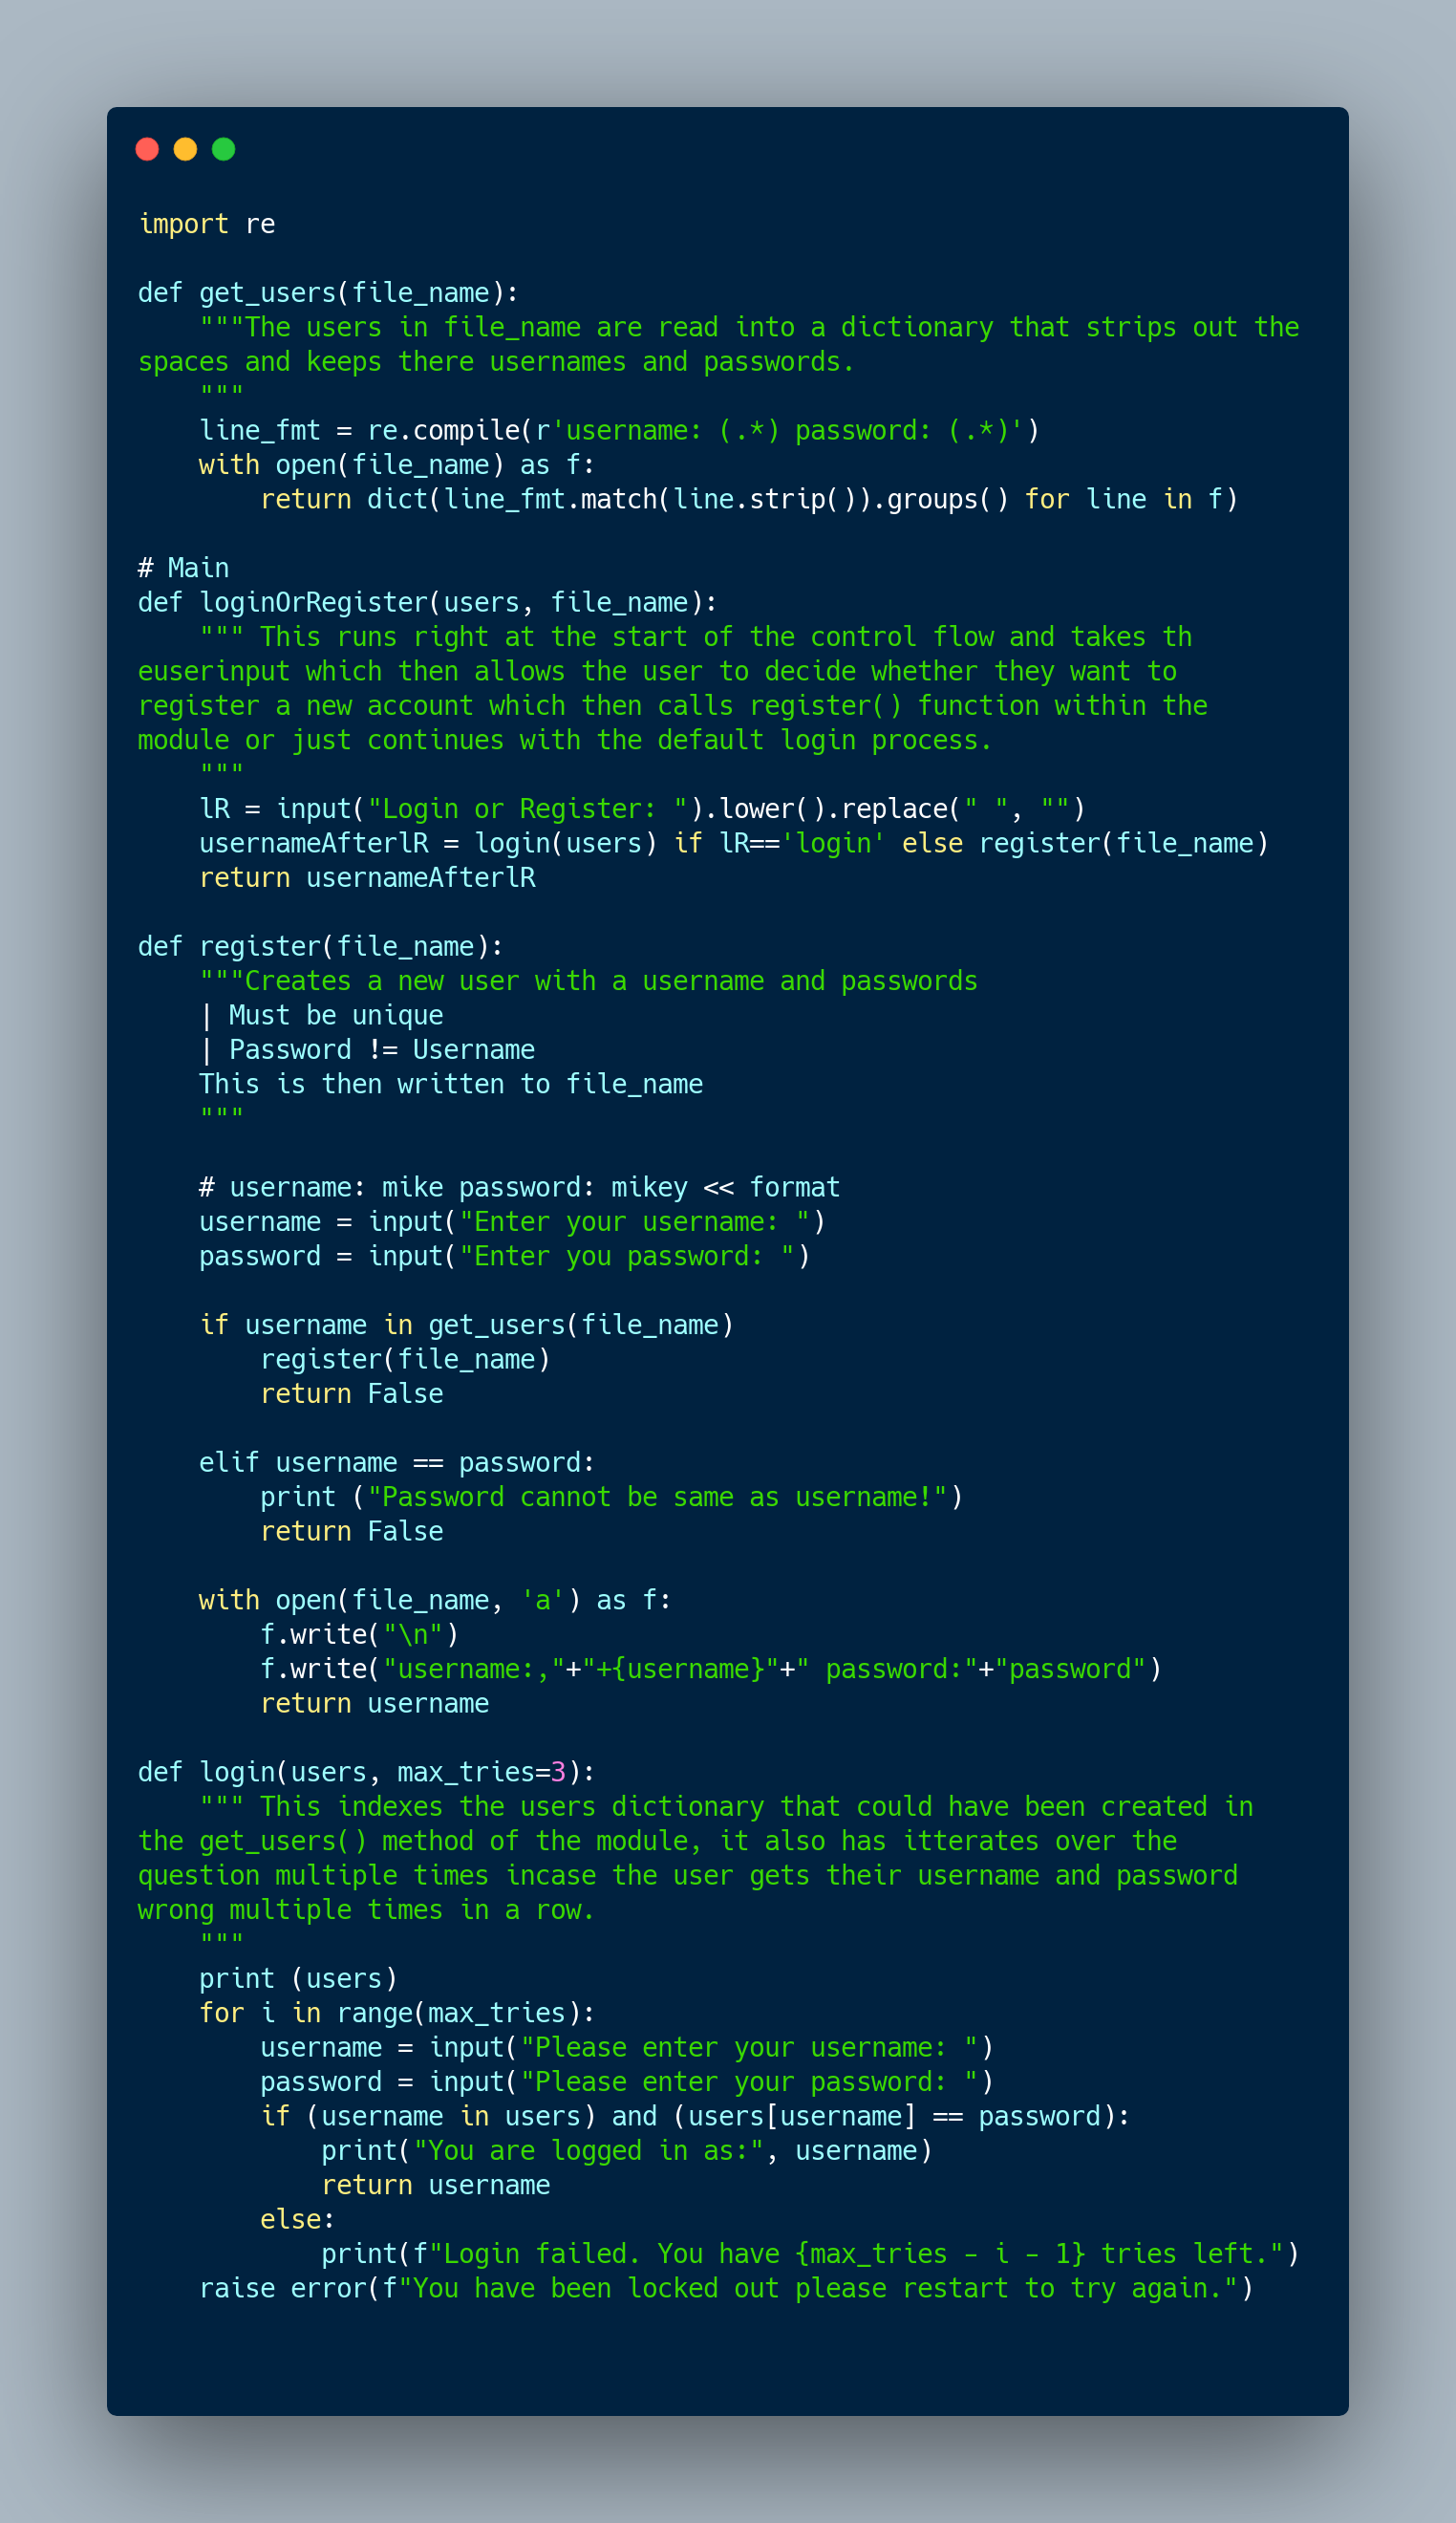 import re
def get_users(file_name):
    """The users in file_name are read into a dictionary that strips out the
spaces and keeps there usernames and passwords.
    """
    line_fmt = re.compile(r'username: (.*) password: (.*)')
    with open(file_name) as f:
        return dict(line_fmt.match(line.strip()).groups() for line in f)
# Main
def loginOrRegister(users, file_name):
    """ This runs right at the start of the control flow and takes th
euserinput which then allows the user to decide whether they want to
register a new account which then calls register() function within the
module or just continues with the default login process.
    """
    lR = input("Login or Register: ").lower().replace(" ", "")
    usernameAfterlR = login(users) if lR=='login' else register(file_name)
    return usernameAfterlR
def register(file_name):
    """Creates a new user with a username and passwords
    | Must be unique
    | Password != Username
    This is then written to file_name
    """
    # username: mike password: mikey << format
    username = input("Enter your username: ")
    password = input("Enter you password: ")
    if username in get_users(file_name)
        register(file_name)
        return False
    elif username == password:
        print ("Password cannot be same as username!")
        return False
    with open(file_name, 'a') as f:
        f.write("\n")
        f.write("username:,"+"+{username}"+" password:"+"password")
        return username
def login(users, max_tries=3):
    """ This indexes the users dictionary that could have been created in
the get_users() method of the module, it also has itterates over the
question multiple times incase the user gets their username and password
wrong multiple times in a row.
    """
    print (users)
    for i in range(max_tries):
        username = input("Please enter your username: ")
        password = input("Please enter your password: ")
        if (username in users) and (users[username] == password):
            print("You are logged in as:", username)
            return username
        else:
            print(f"Login failed. You have {max_tries - i - 1} tries left.")
    raise error(f"You have been locked out please restart to try again.")